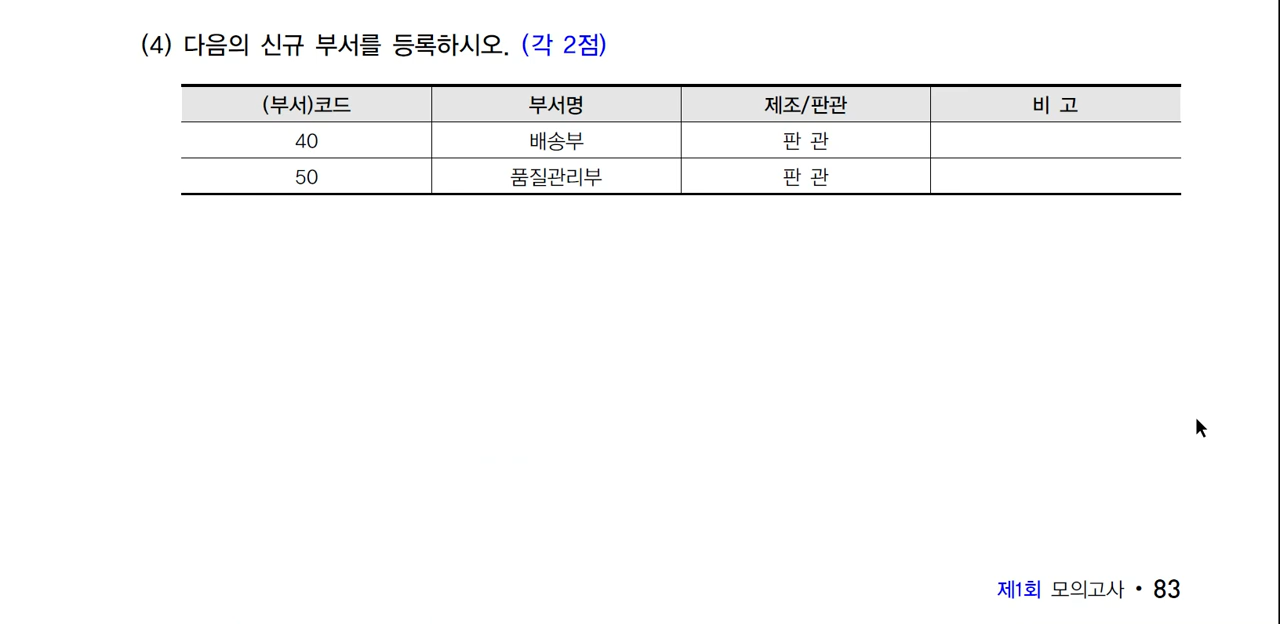 (4) 다음의 신규 부서를 등록하시오. (각 2점)
(부서)코드 부서명 제조/판관 비 고
40 배송부 판 관
50 품질관리부 판 관
제1회 모의고사 • 83